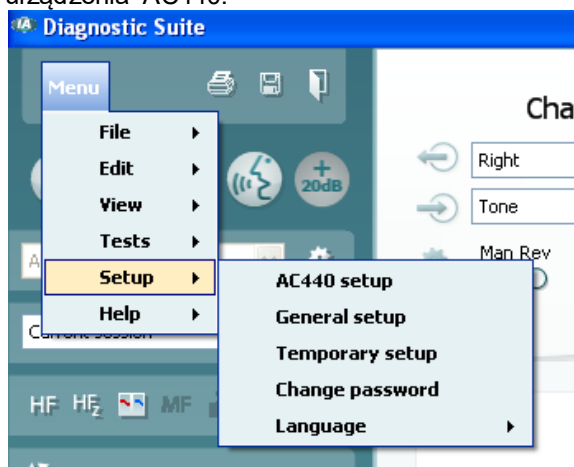 urządzenia AC440.
Diagnostic Suite
Menu
Cha
File
Edit
View
Tests
Setup
Help
+
20dB
Right
Tone
Man Rev
A
AC440 setup
General setup
Temporary setup
Change password
Language
Current session
HF HFz MF